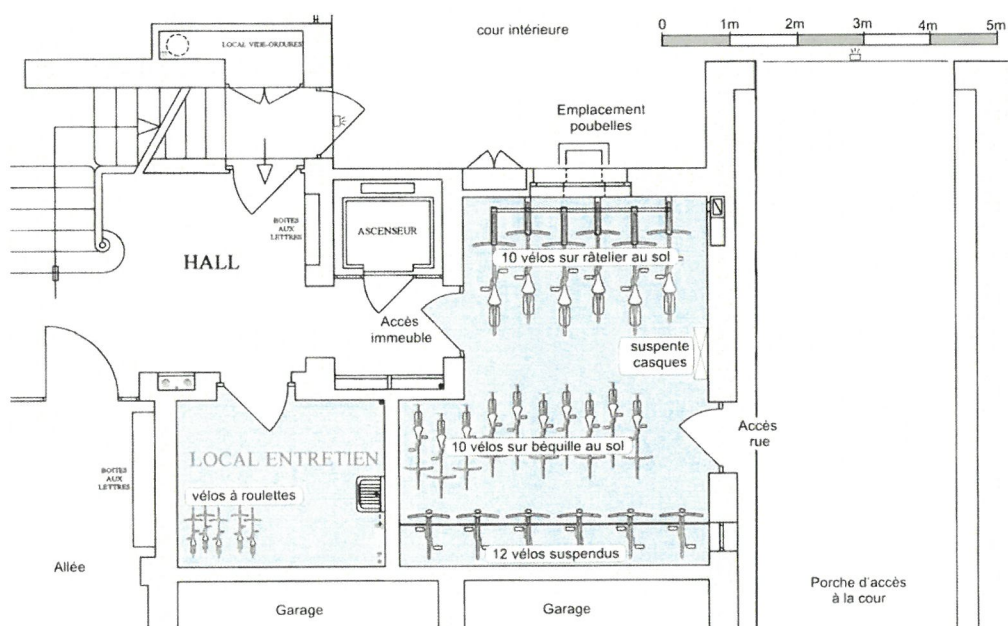 cour intérieure
0 1m 2m 3m 4m 5m
LOCAL VIDE-ORDURES
Emplacement
poubelles
BOITES
AUX
LETTRES
ASCENSEUR
HALL
10 vélos sur râtelier au sol
Accès
immeuble
suspente
casques
Accès
rue
10 vélos sur béquille au sol
LOCAL ENTRETIEN
BOITES
AUX
LETTRES
vélos à roulettes
12 vélos suspendus
Allée
Garage
Garage
Porche d'accès
à la cour